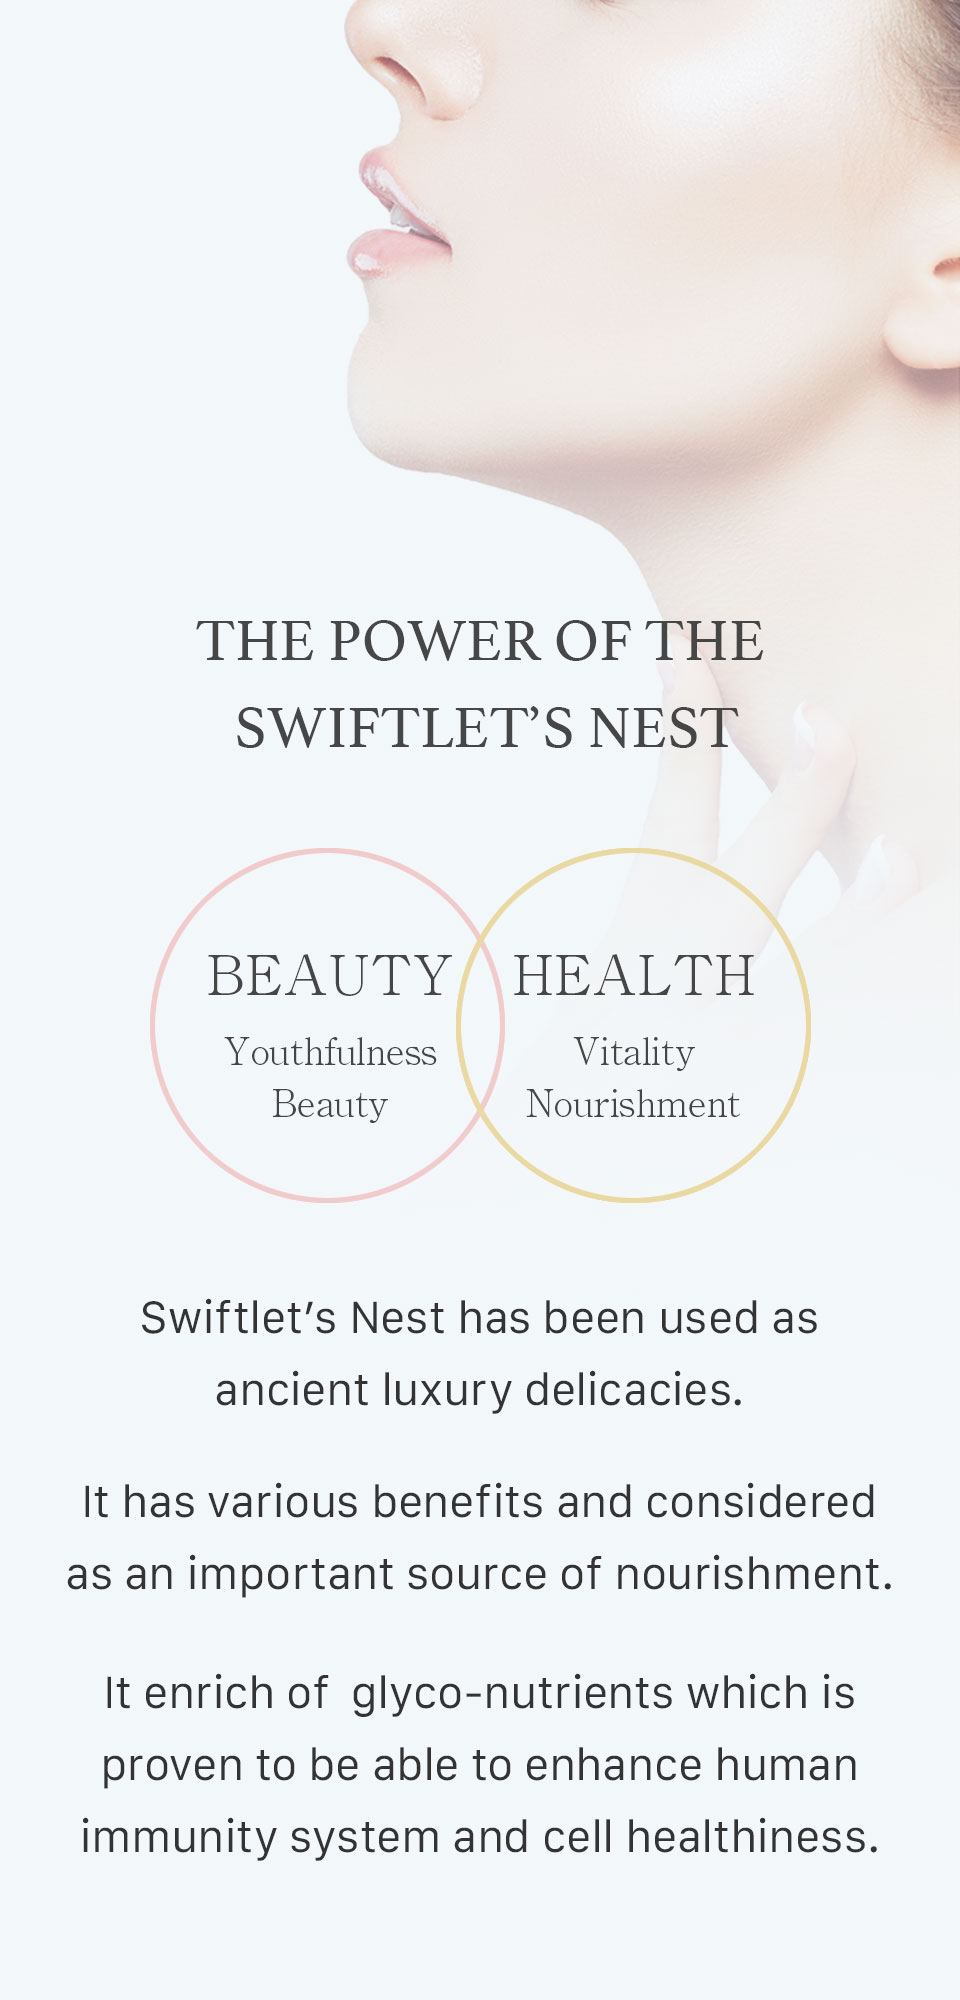 THE POWER OF THE
SWIFTLET’S NEST
BEAUTY
Youthfulness
Beauty
HEALTH
Vitality
Nourishment
Swiftlet’s Nest has been used as
ancient luxury delicacies.
It has various benefits and considered
as an important source of nourishment.
It enrich of  glyco-nutrients which is
proven to be able to enhance human
immunity system and cell healthiness.